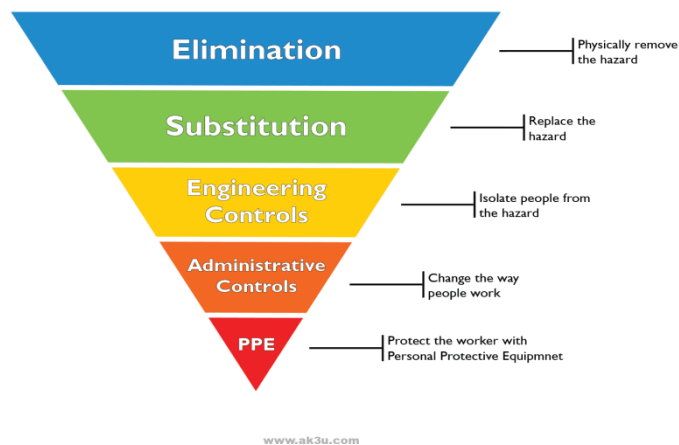 Elimination
Physically remove
the hazard
Substitution
Replace the
hazard
Engineering
Controls
Isolate people from
the hazard
Administrative
Controls
Change the way
people work
PPE
Protect the worker with
Personal Protective Equipmnet
www.ak3u.com